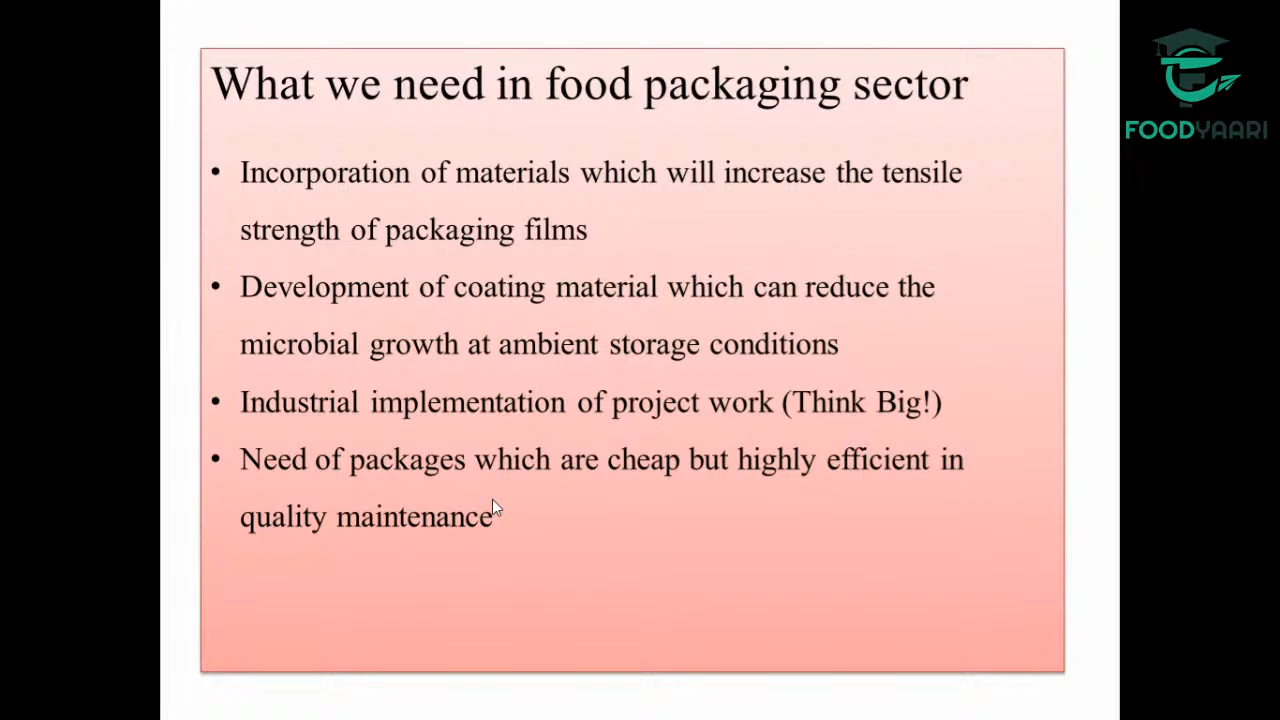 What we need in food packaging sector
• Incorporation of materials which will increase the tensile
strength of packaging films
• Development of coating material which can reduce the
microbial growth at ambient storage conditions
• Industrial implementation of project work (Think Big!)
• Need of packages which are cheap but highly efficient in
quality maintenance
FOODYAARI